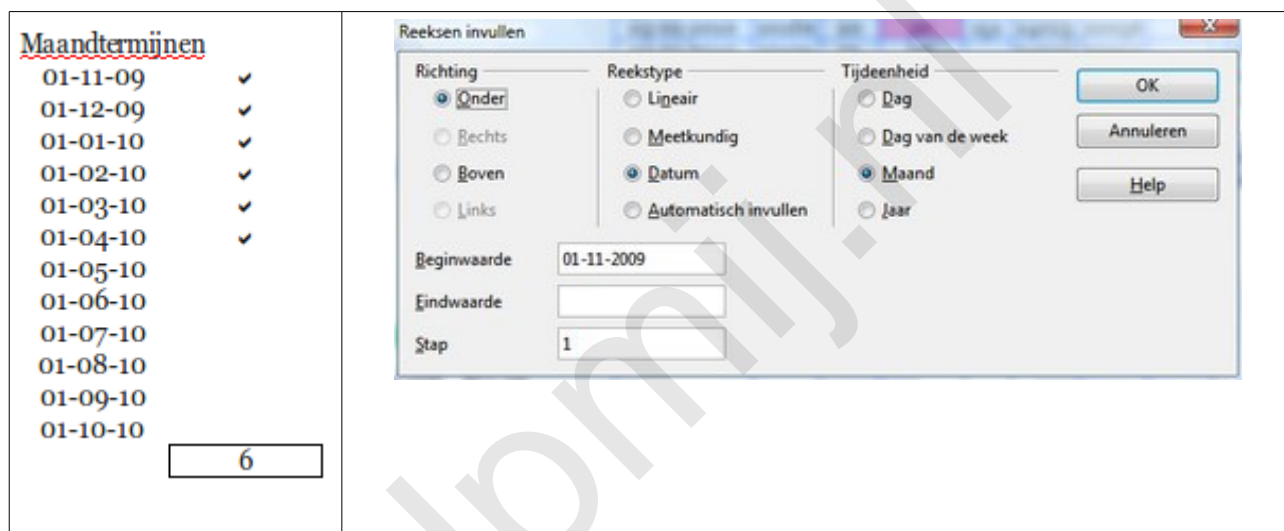 Maandtermijnen
01-11-09 ✓
01-12-09 ✓
01-01-10 ✓
01-02-10 ✓
01-03-10 ✓
01-04-10 ✓
01-05-10
01-06-10
01-07-10
01-08-10
01-09-10
01-10-10
6
Reeksen invullen
Richting
Onder
Rechts
Boven
Links
Reekstype
Lineair
Meetkundig
Datum
Automatisch invullen
Tijdeenheid
Dag
Dag van de week
Maand
Jaar
OK
Annuleren
Help
Beginwaarde 01-11-2009
Eindwaarde
Stap 1
lpmij.nl